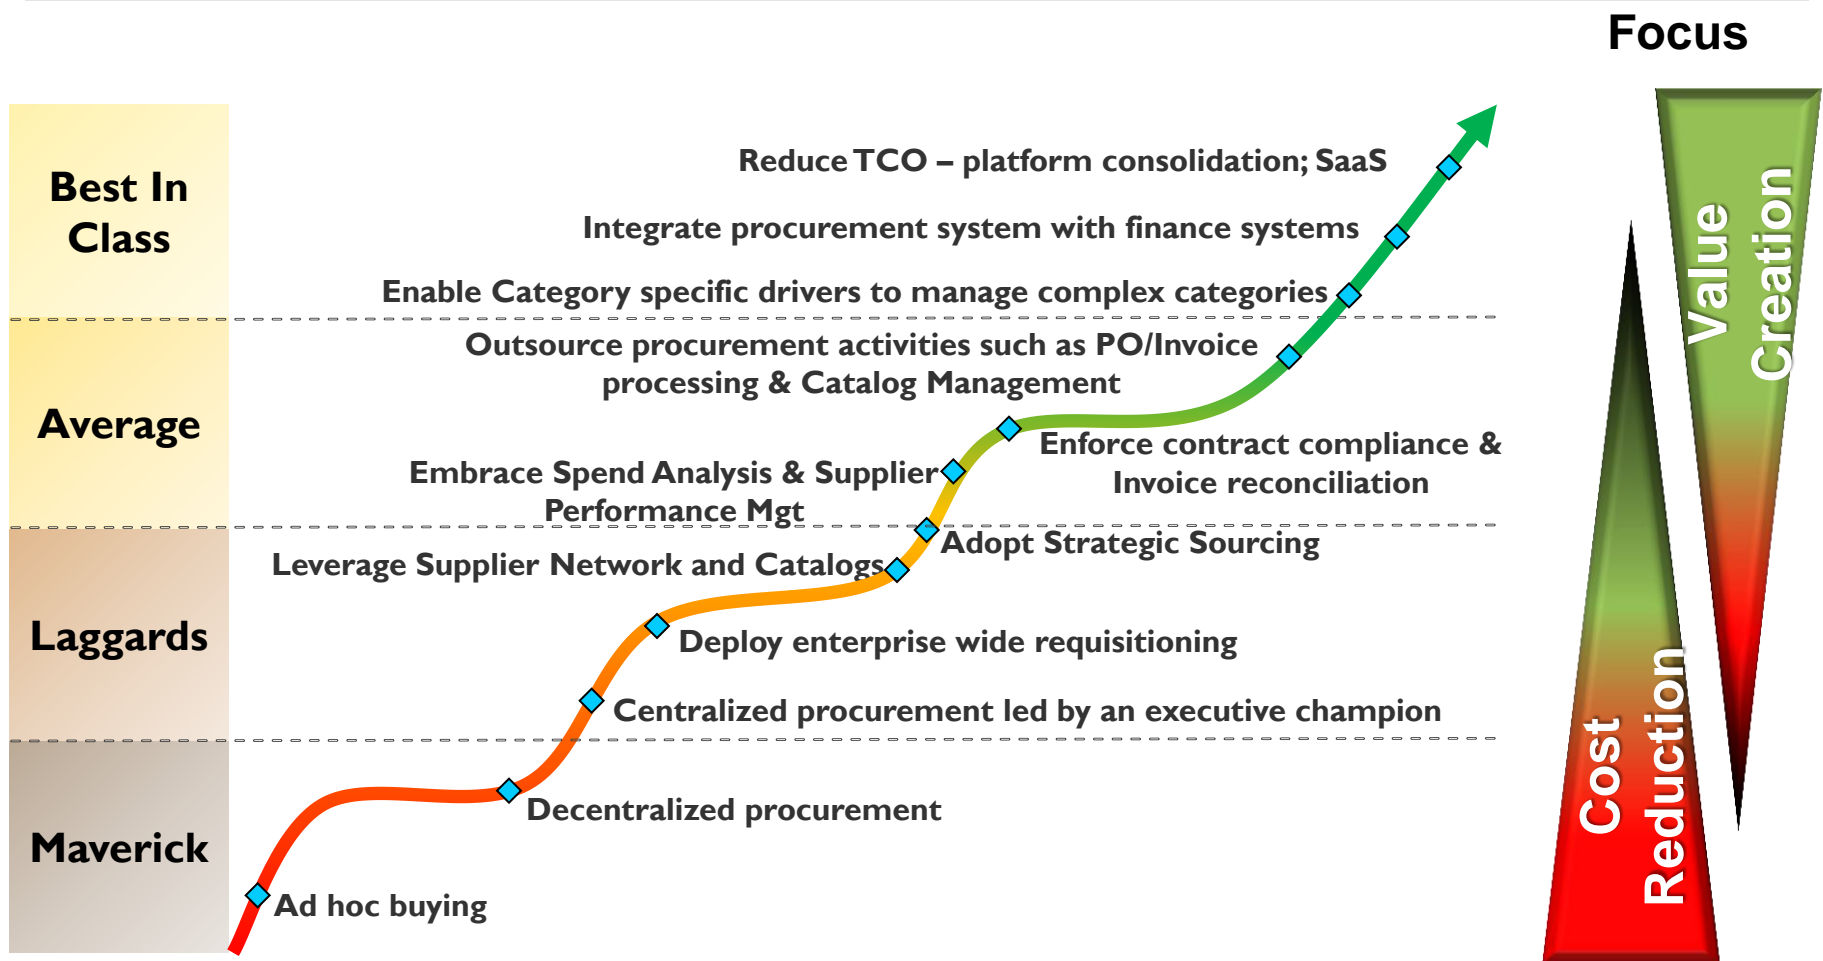 Focus
Best In
Class
Reduce TCO – platform consolidation; SaaS
Integrate procurement system with finance systems
Enable Category specific drivers to manage complex categories
Average
Outsource procurement activities such as PO/Invoice
processing & Catalog Management
Enforce contract compliance &
Invoice reconciliation
Embrace Spend Analysis & Supplier
Performance Mgt
Laggards
Adopt Strategic Sourcing
Leverage Supplier Network and Catalogs
Deploy enterprise wide requisitioning
Centralized procurement led by an executive champion
Maverick
Decentralized procurement
Ad hoc buying
Value
Creation
Cost
Reduction